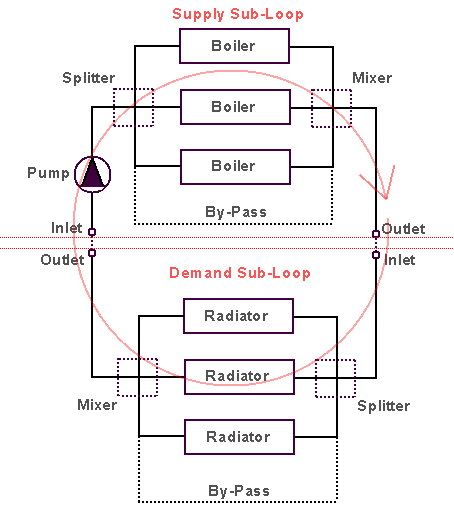 Supply Sub-Loop
Boiler
Splitter
Mixer
Boiler
Boiler
Pump
By-Pass
Inlet
Outlet
Outlet
Inlet
Demand Sub-Loop
Radiator
Radiator
Mixer
Splitter
Radiator
By-Pass